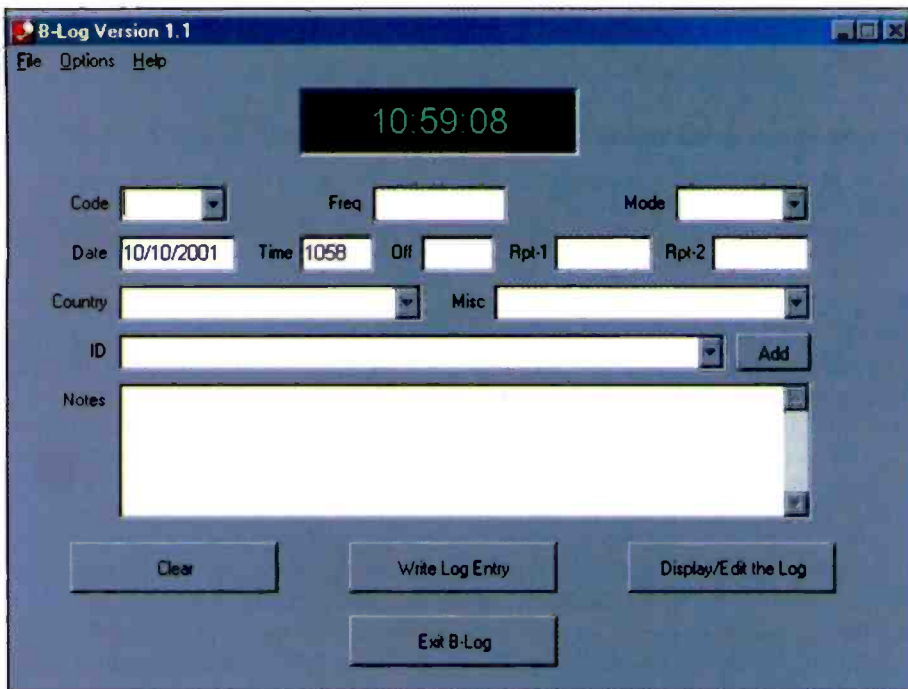 B-Log Version 1.1
File Options Help
10:59:08
Code Freq Mode
Date 10/10/2001 Time 1058 Off Rpt-1 Rpt-2
Country Misc
ID Add
Notes
Clear Write Log Entry Display/Edit the Log
Exit B-Log